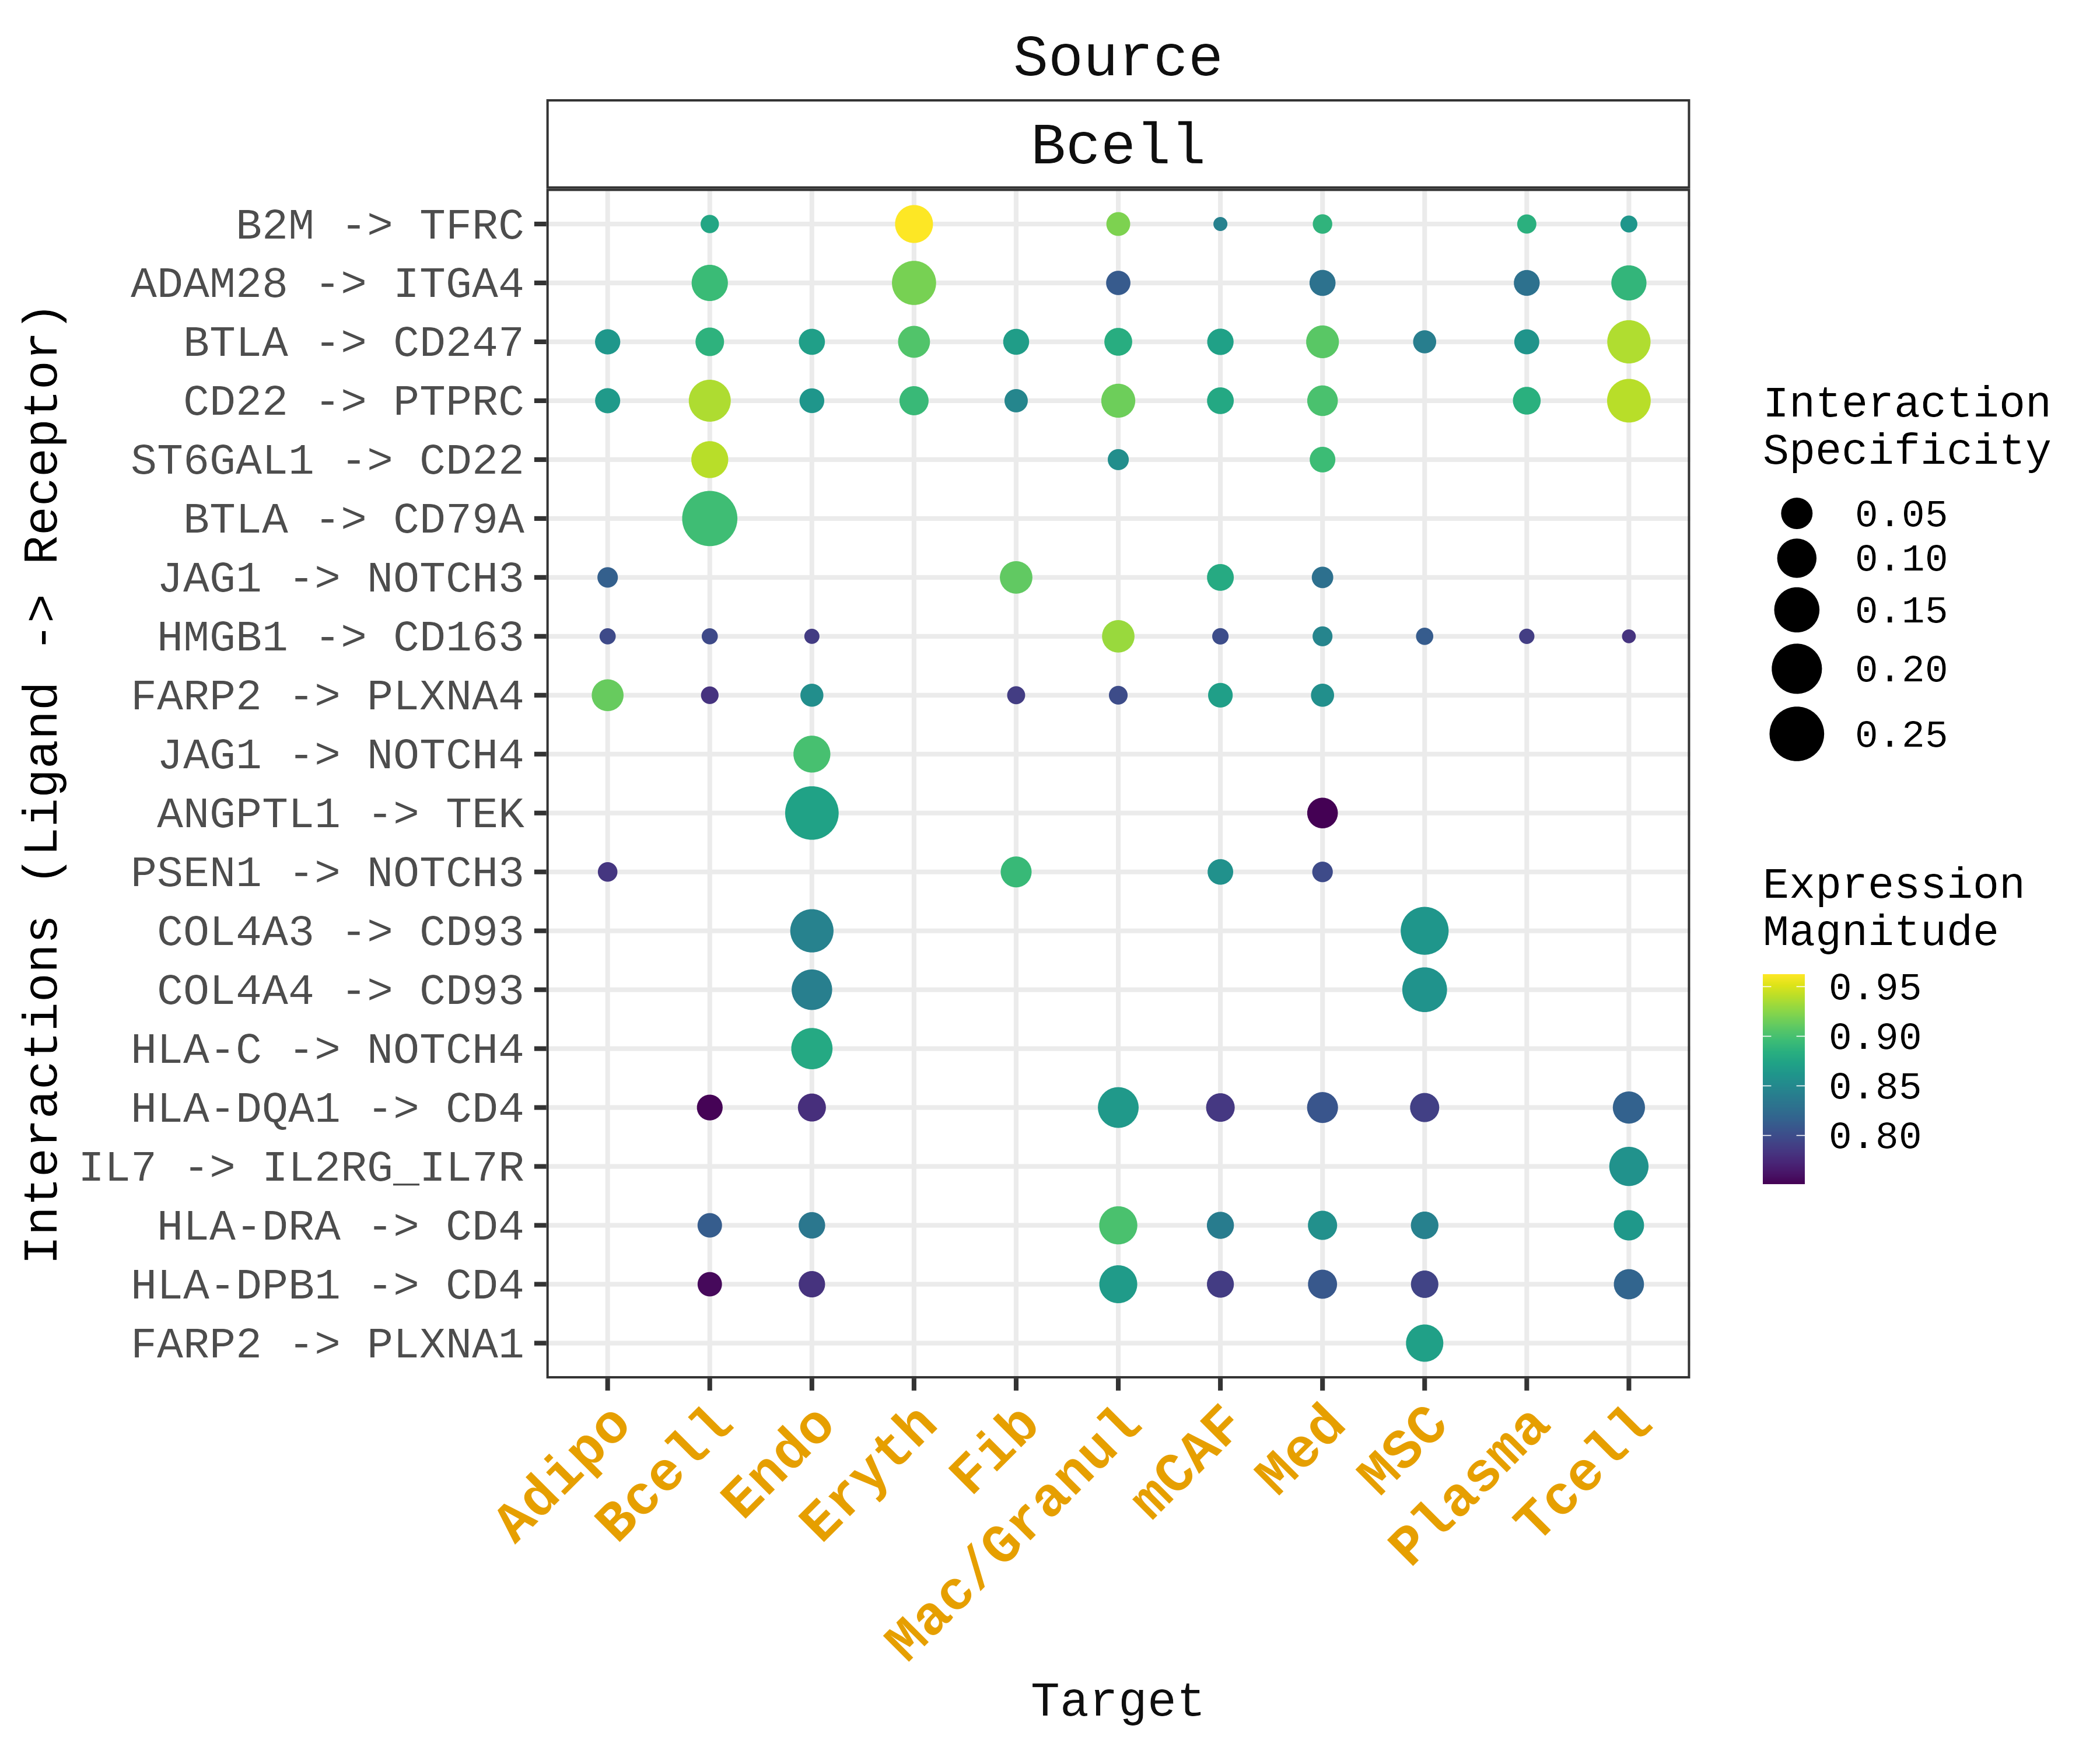 Source
Bcell
Interactions (Ligand -> Receptor)
B2M -> TFRC
ADAM28 -> ITGA4
BTLA -> CD247
CD22 -> PTPRC
ST6GAL1 -> CD22
BTLA -> CD79A
JAG1 -> NOTCH3
HMGB1 -> CD163
FARP2 -> PLXNA4
JAG1 -> NOTCH4
ANGPTL1 -> TEK
PSEN1 -> NOTCH3
COL4A3 -> CD93
COL4A4 -> CD93
HLA-C -> NOTCH4
HLA-DQA1 -> CD4
IL7 -> IL2RG_IL7R
HLA-DRA -> CD4
HLA-DPB1 -> CD4
FARP2 -> PLXNA1
Adipo
Bcell
Endo
Eryth
Fib
Mac/Granul
mCAF
Med
MSC
Plasma
Tcell
Target
Interaction
Specificity
0.05
0.10
0.15
0.20
0.25
Expression
Magnitude
0.95
0.90
0.85
0.80